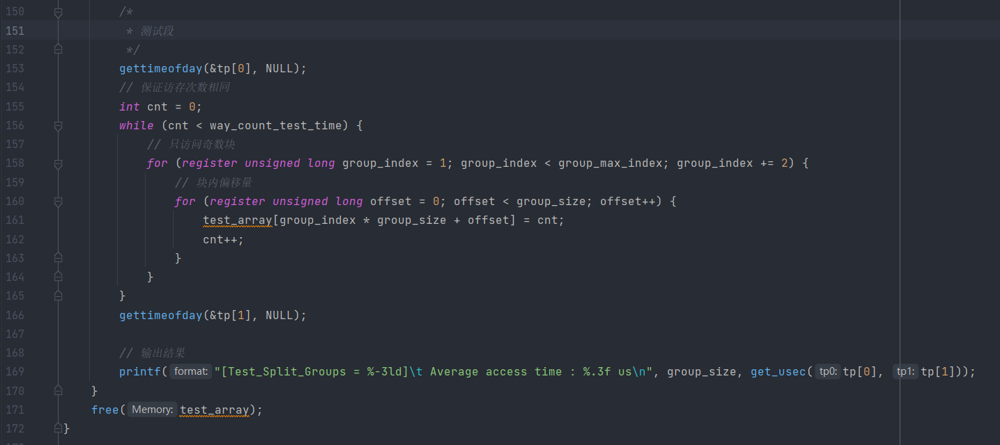 150 /*
151 * 测试段
152 */
153 gettimeofday(&tp[0], NULL);
154 // 保证访存次数相同
155 int cnt = 0;
156 while (cnt < way_count_test_time) {
157 // 只访问奇数块
158 for (register unsigned long group_index = 1; group_index < group_max_index; group_index += 2) {
159 // 块内偏移量
160 for (register unsigned long offset = 0; offset < group_size; offset++) {
161 test_array[group_index * group_size + offset] = cnt;
162 cnt++;
163 }
164 }
165 }
166 gettimeofday(&tp[1], NULL);
167
168 // 输出结果
169 printf( format: "[Test_Split_Groups = %-3ld]\t Average access time : %.3f us\n", group_size, get_usec( tp0: tp[0], tp1: tp[1]));
170 }
171 free( Memory: test_array);
172 }